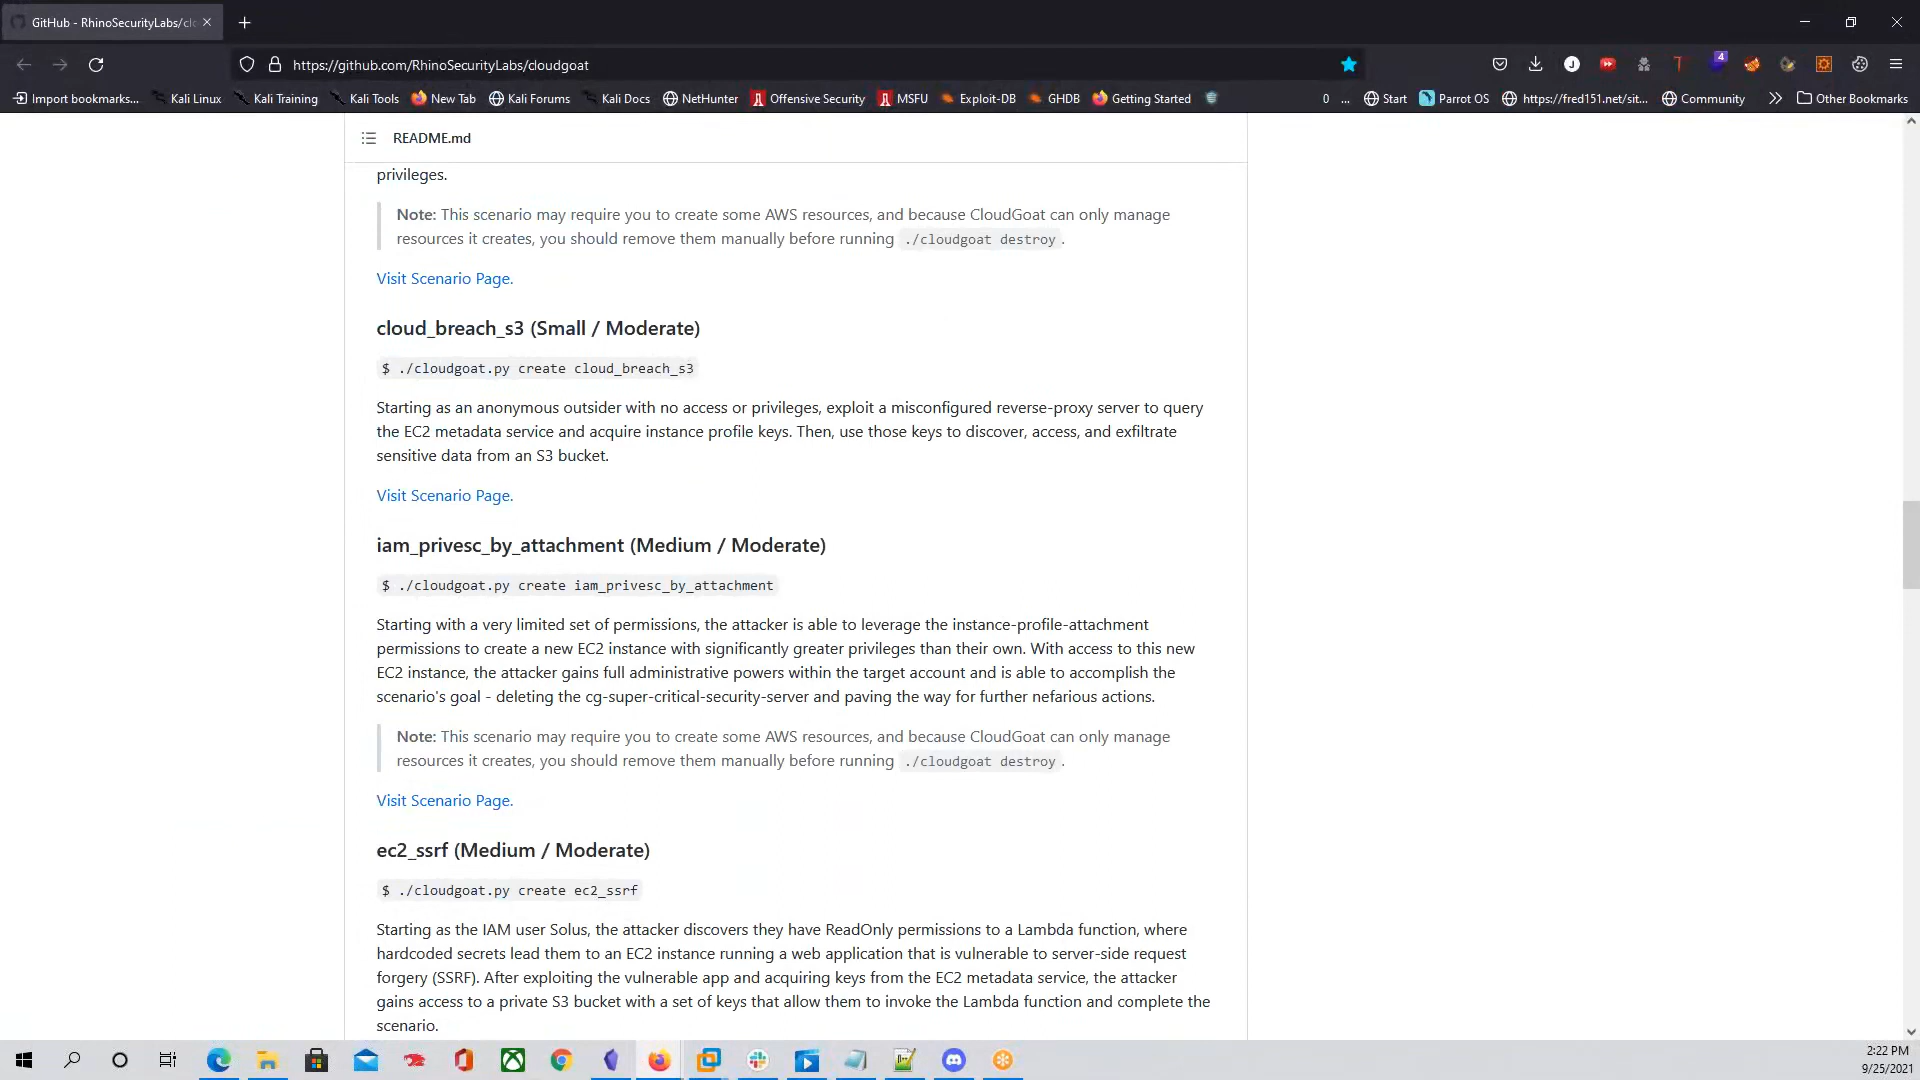 GitHub - RhinoSecurityLabs/cl
https://github.com/RhinoSecurityLabs/cloudgoat
4
Import bookmarks...
Kali Linux
Kali Training
Kali Tools
New Tab
Kali Forums
Kali Docs
NetHunter
Offensive Security
MSFU
Exploit-DB
GHDB
Getting Started
0 ...
Start
Parrot OS
https://fred151.net/sit...
Community
Other Bookmarks
README.md
privileges.
Note: This scenario may require you to create some AWS resources, and because CloudGoat can only manage
resources it creates, you should remove them manually before running ./cloudgoat destroy.
Visit Scenario Page.
cloud_breach_s3 (Small / Moderate)
$ ./cloudgoat.py create cloud_breach_s3
Starting as an anonymous outsider with no access or privileges, exploit a misconfigured reverse-proxy server to query
the EC2 metadata service and acquire instance profile keys. Then, use those keys to discover, access, and exfiltrate
sensitive data from an S3 bucket.
Visit Scenario Page.
iam_privesc_by_attachment (Medium / Moderate)
$ ./cloudgoat.py create iam_privesc_by_attachment
Starting with a very limited set of permissions, the attacker is able to leverage the instance-profile-attachment
permissions to create a new EC2 instance with significantly greater privileges than their own. With access to this new
EC2 instance, the attacker gains full administrative powers within the target account and is able to accomplish the
scenario's goal - deleting the cg-super-critical-security-server and paving the way for further nefarious actions.
Note: This scenario may require you to create some AWS resources, and because CloudGoat can only manage
resources it creates, you should remove them manually before running ./cloudgoat destroy.
Visit Scenario Page.
ec2_ssrf (Medium / Moderate)
$ ./cloudgoat.py create ec2_ssrf
Starting as the IAM user Solus, the attacker discovers they have ReadOnly permissions to a Lambda function, where
hardcoded secrets lead them to an EC2 instance running a web application that is vulnerable to server-side request
forgery (SSRF). After exploiting the vulnerable app and acquiring keys from the EC2 metadata service, the attacker
gains access to a private S3 bucket with a set of keys that allow them to invoke the Lambda function and complete the
scenario.
2:22 PM
9/25/2021